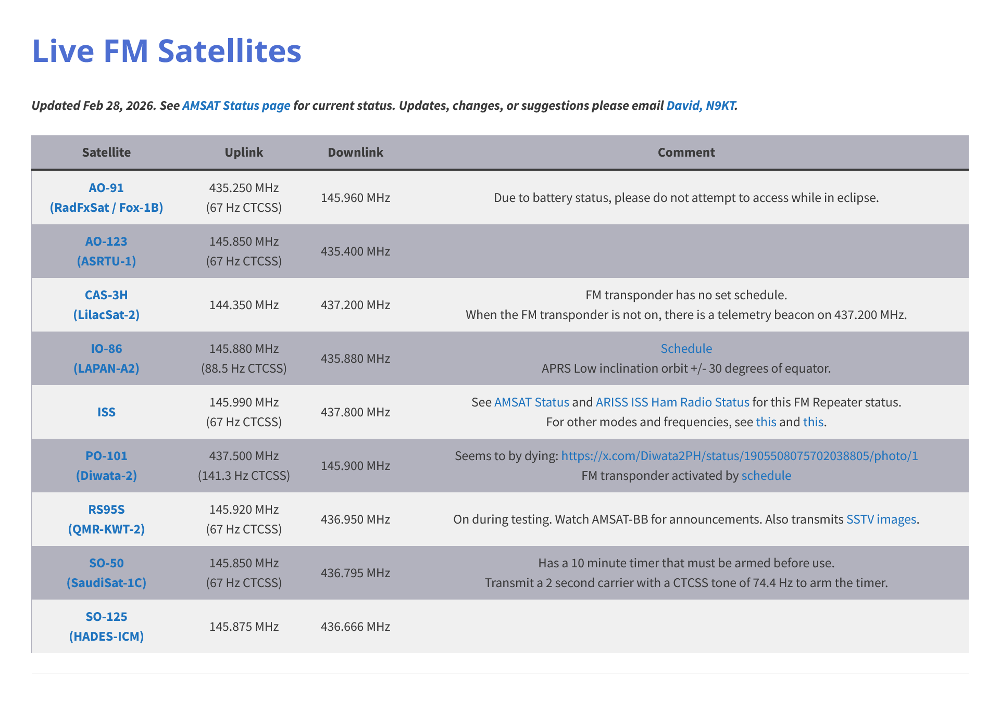 Live FM Satellites
Updated Feb 28, 2026. See AMSAT Status page for current status. Updates, changes, or suggestions please email David, N9KT.
Satellite Uplink Downlink Comment
AO-91
(RadFxSat / Fox-1B)
435.250 MHz
(67 Hz CTCSS)
145.960 MHz
Due to battery status, please do not attempt to access while in eclipse.
AO-123
(ASRTU-1)
145.850 MHz
(67 Hz CTCSS)
435.400 MHz
CAS-3H
(LilacSat-2)
144.350 MHz
437.200 MHz
FM transponder has no set schedule.
When the FM transponder is not on, there is a telemetry beacon on 437.200 MHz.
IO-86
(LAPAN-A2)
145.880 MHz
(88.5 Hz CTCSS)
435.880 MHz
Schedule
APRS Low inclination orbit +/- 30 degrees of equator.
ISS
145.990 MHz
(67 Hz CTCSS)
437.800 MHz
See AMSAT Status and ARISS ISS Ham Radio Status for this FM Repeater status.
For other modes and frequencies, see this and this.
PO-101
(Diwata-2)
437.500 MHz
(141.3 Hz CTCSS)
145.900 MHz
Seems to by dying: https://x.com/Diwata2PH/status/1905508075702038805/photo/1
FM transponder activated by schedule
RS95S
(QMR-KWT-2)
145.920 MHz
(67 Hz CTCSS)
436.950 MHz
On during testing. Watch AMSAT-BB for announcements. Also transmits SSTV images.
SO-50
(SaudiSat-1C)
145.850 MHz
(67 Hz CTCSS)
436.795 MHz
Has a 10 minute timer that must be armed before use.
Transmit a 2 second carrier with a CTCSS tone of 74.4 Hz to arm the timer.
SO-125
(HADES-ICM)
145.875 MHz
436.666 MHz